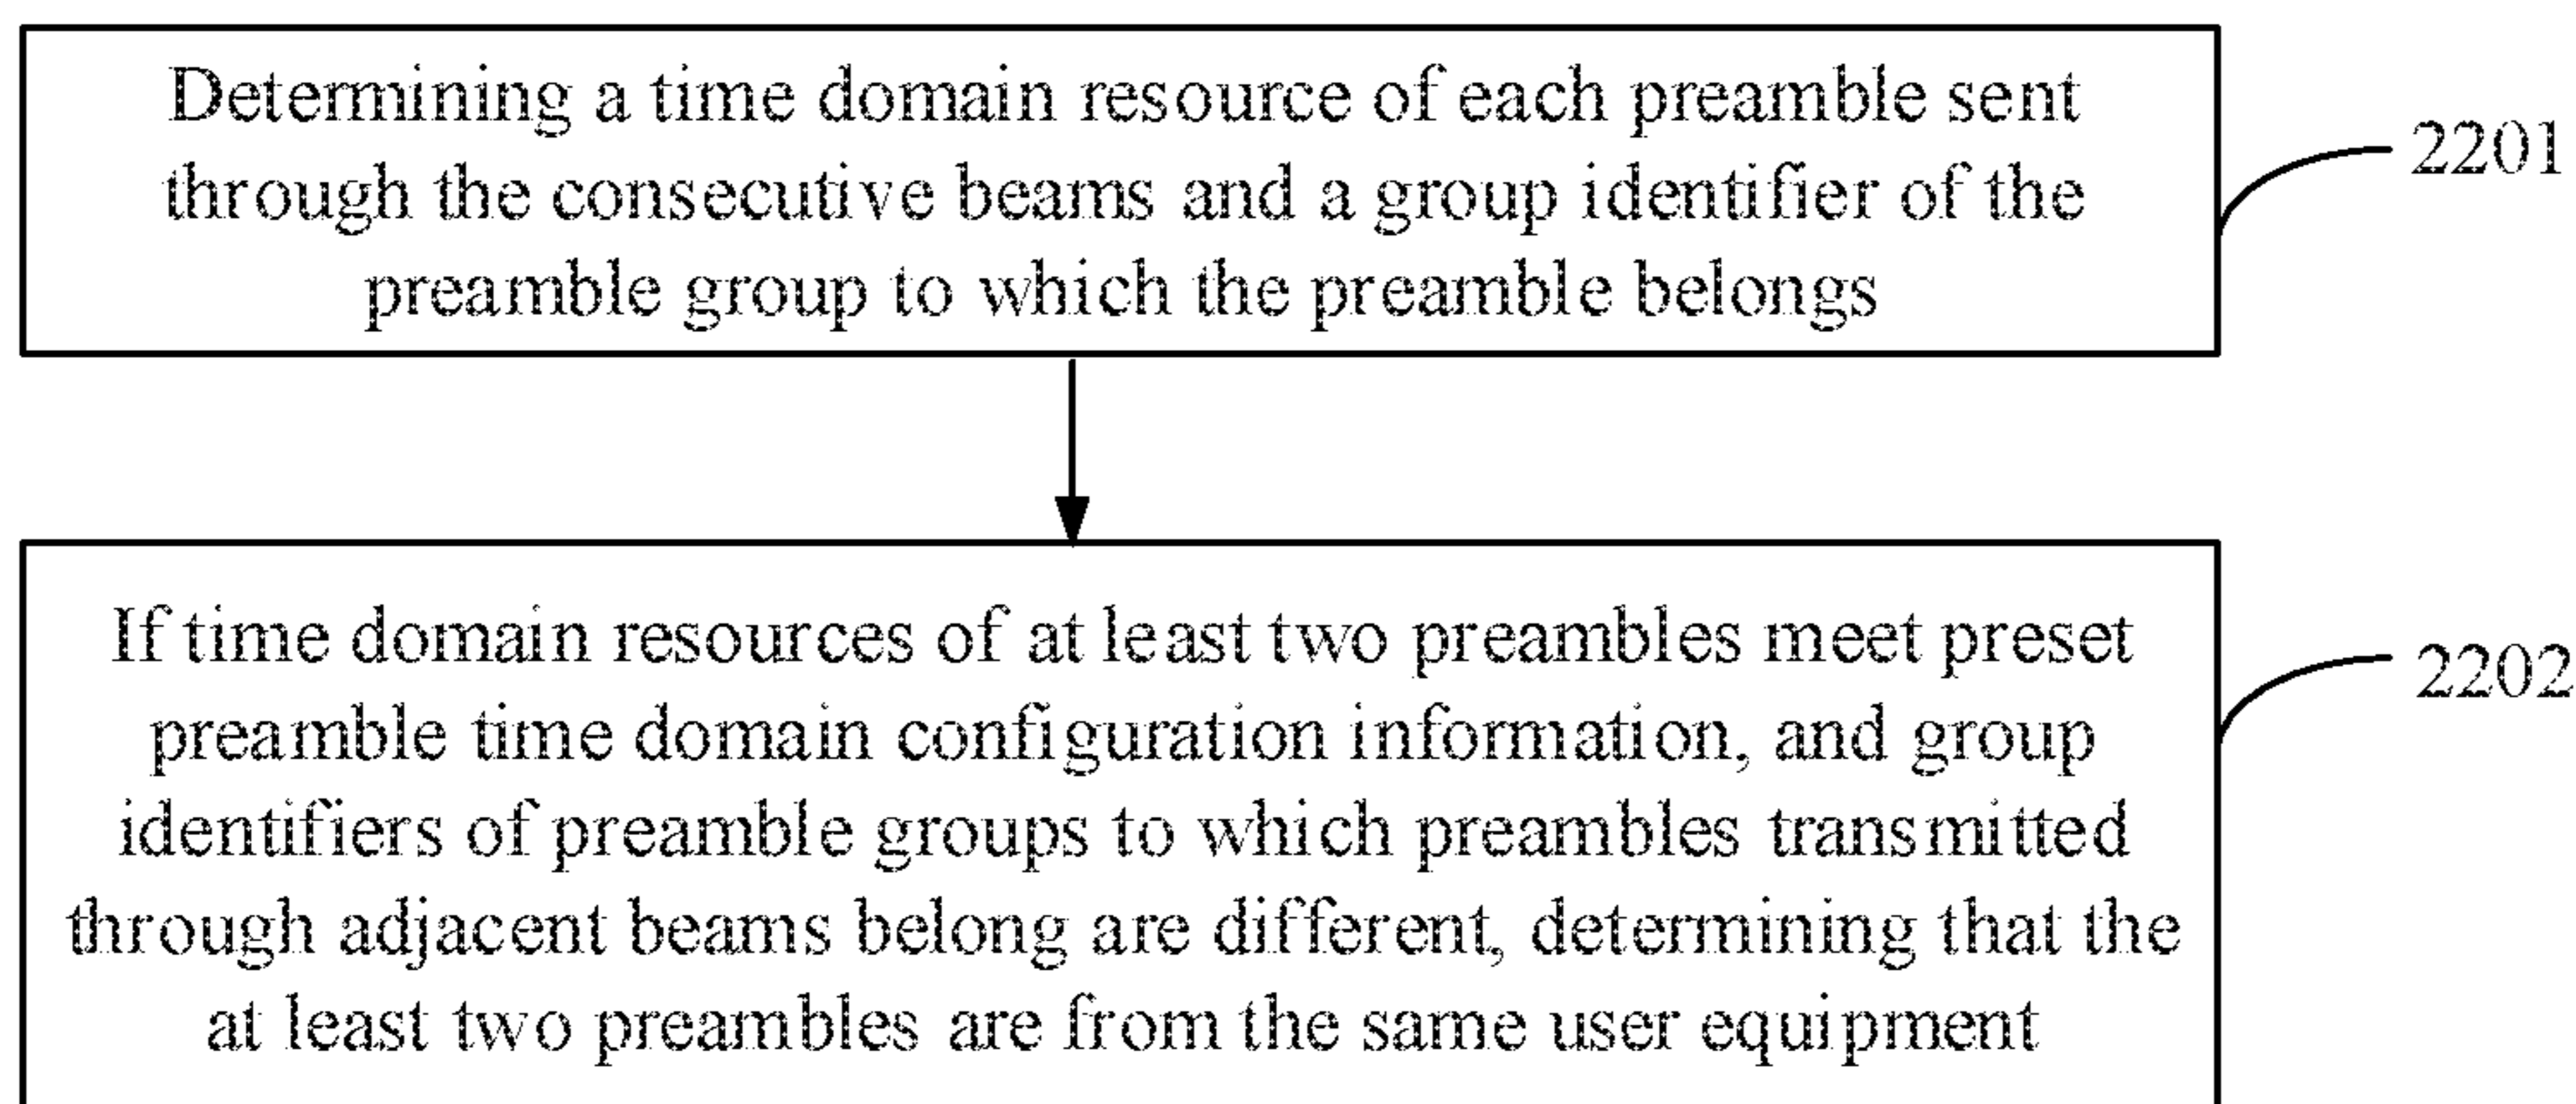 Determining a time domain resource of each preamble sent
through the consecutive beams and a group identifier of the
preamble group to which the preamble belongs
2201
If time domain resources of at least two preambles meet preset
preamble time domain configuration information, and group
identifiers of preamble groups to which preambles transmitted
through adjacent beams belong are different, determining that the
at least two preambles are from the same user equipment
2202